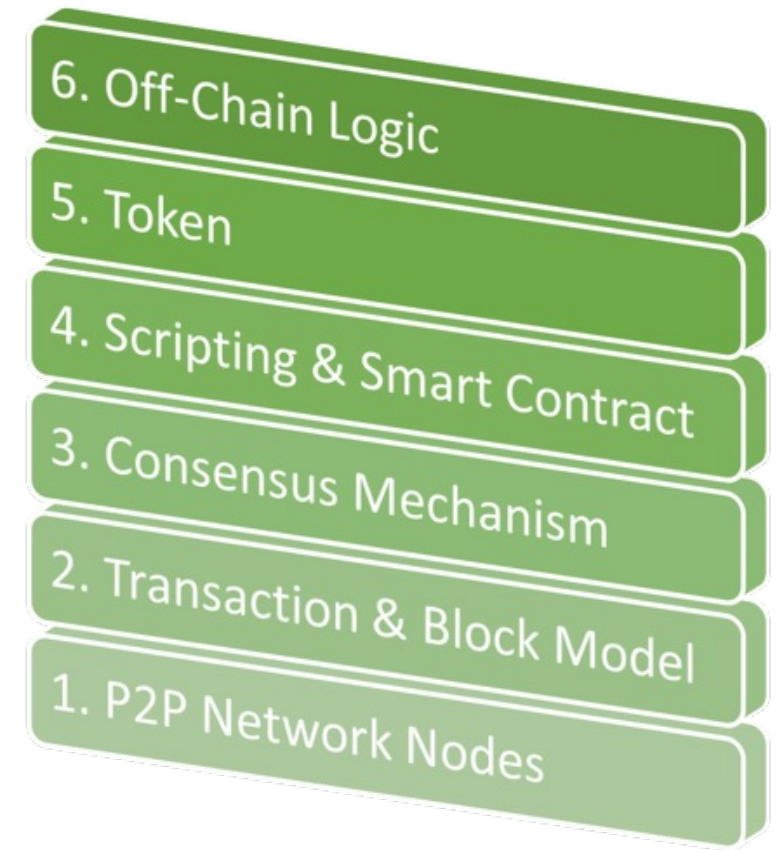 6. Off-Chain Logic
5. Token
4. Scripting & Smart Contract
3. Consensus Mechanism
2. Transaction & Block Model
1. P2P Network Nodes